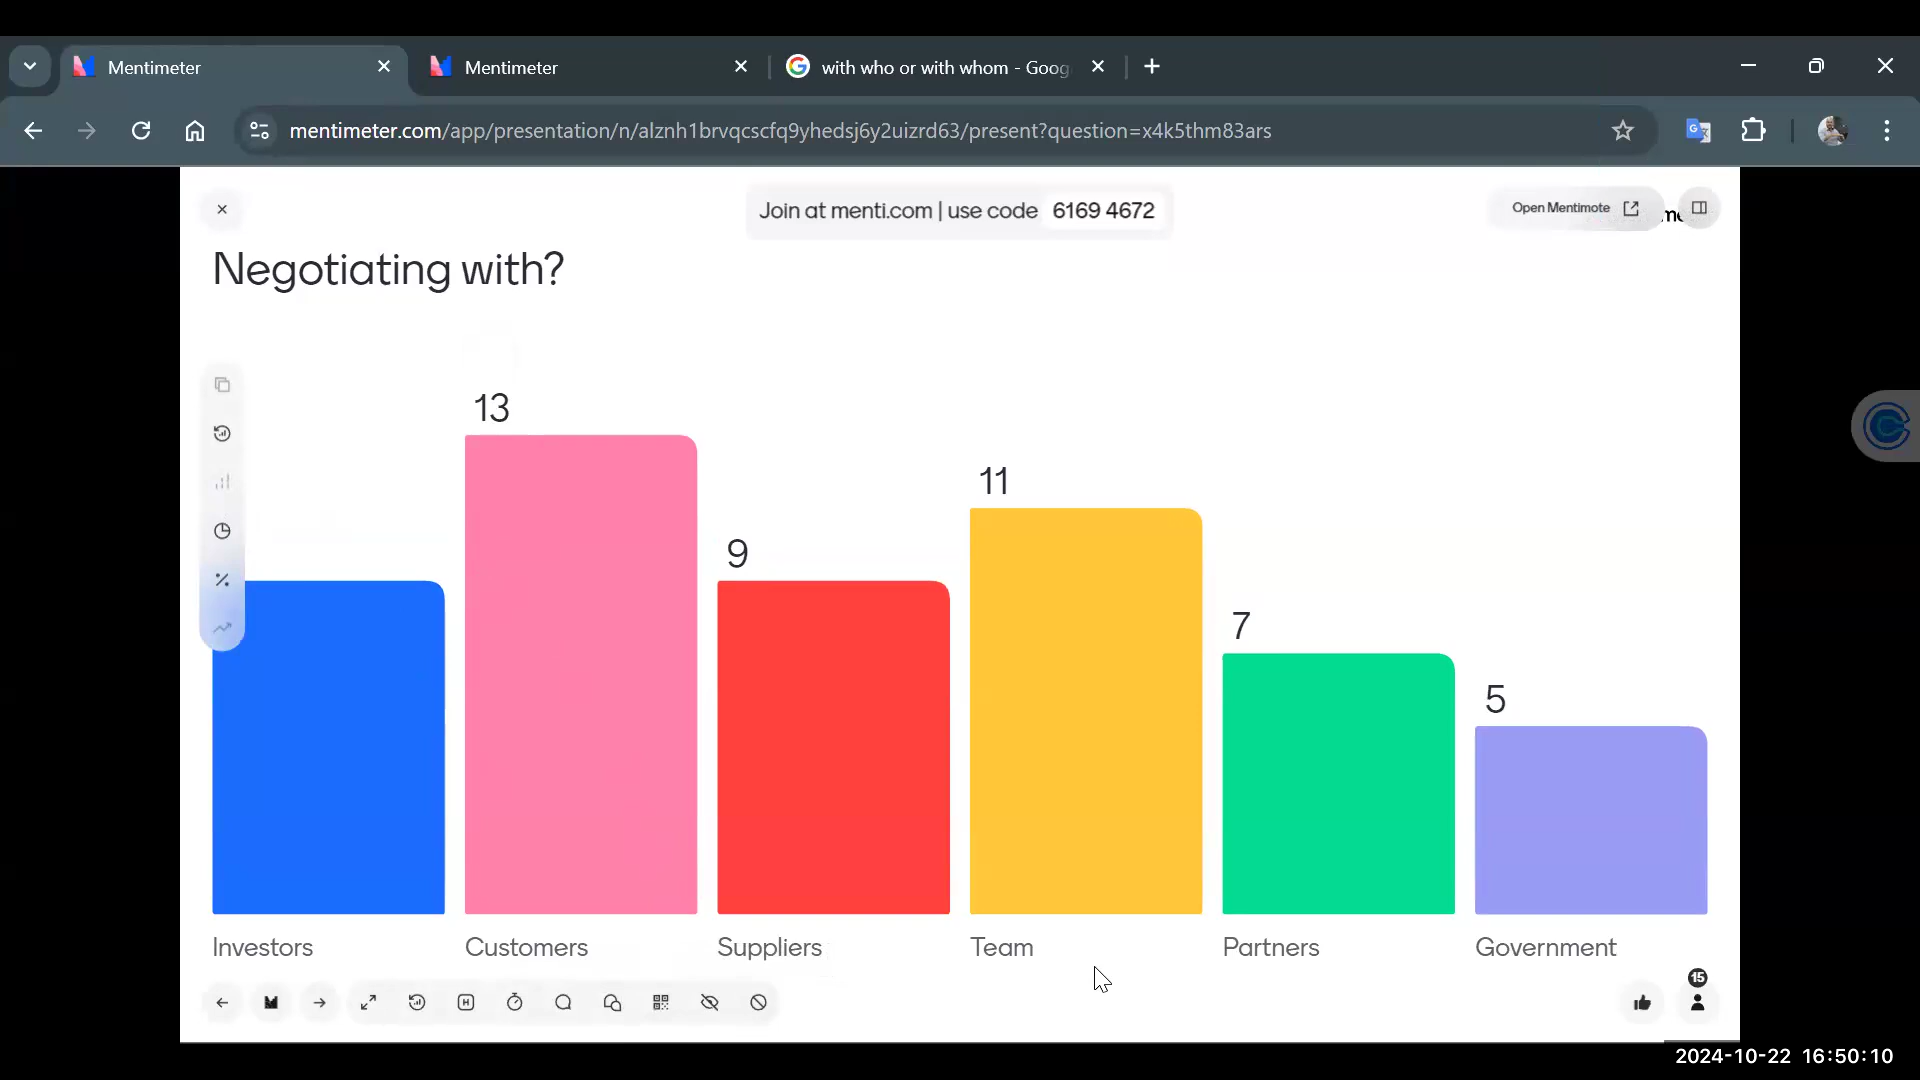 Mentimeter
Mentimeter
with who or with whom - Goog
mentimeter.com/app/presentation/n/alznh1brvqcscfq9yhedsj6y2uizrd63/present?question=x4k5thm83ars
Join at menti.com | use code 6169 4672
Open Mentimote
Negotiating with?
13
11
9
7
5
Investors
Customers
Suppliers
Team
Partners
Government
15
2024-10-22 16:50:10